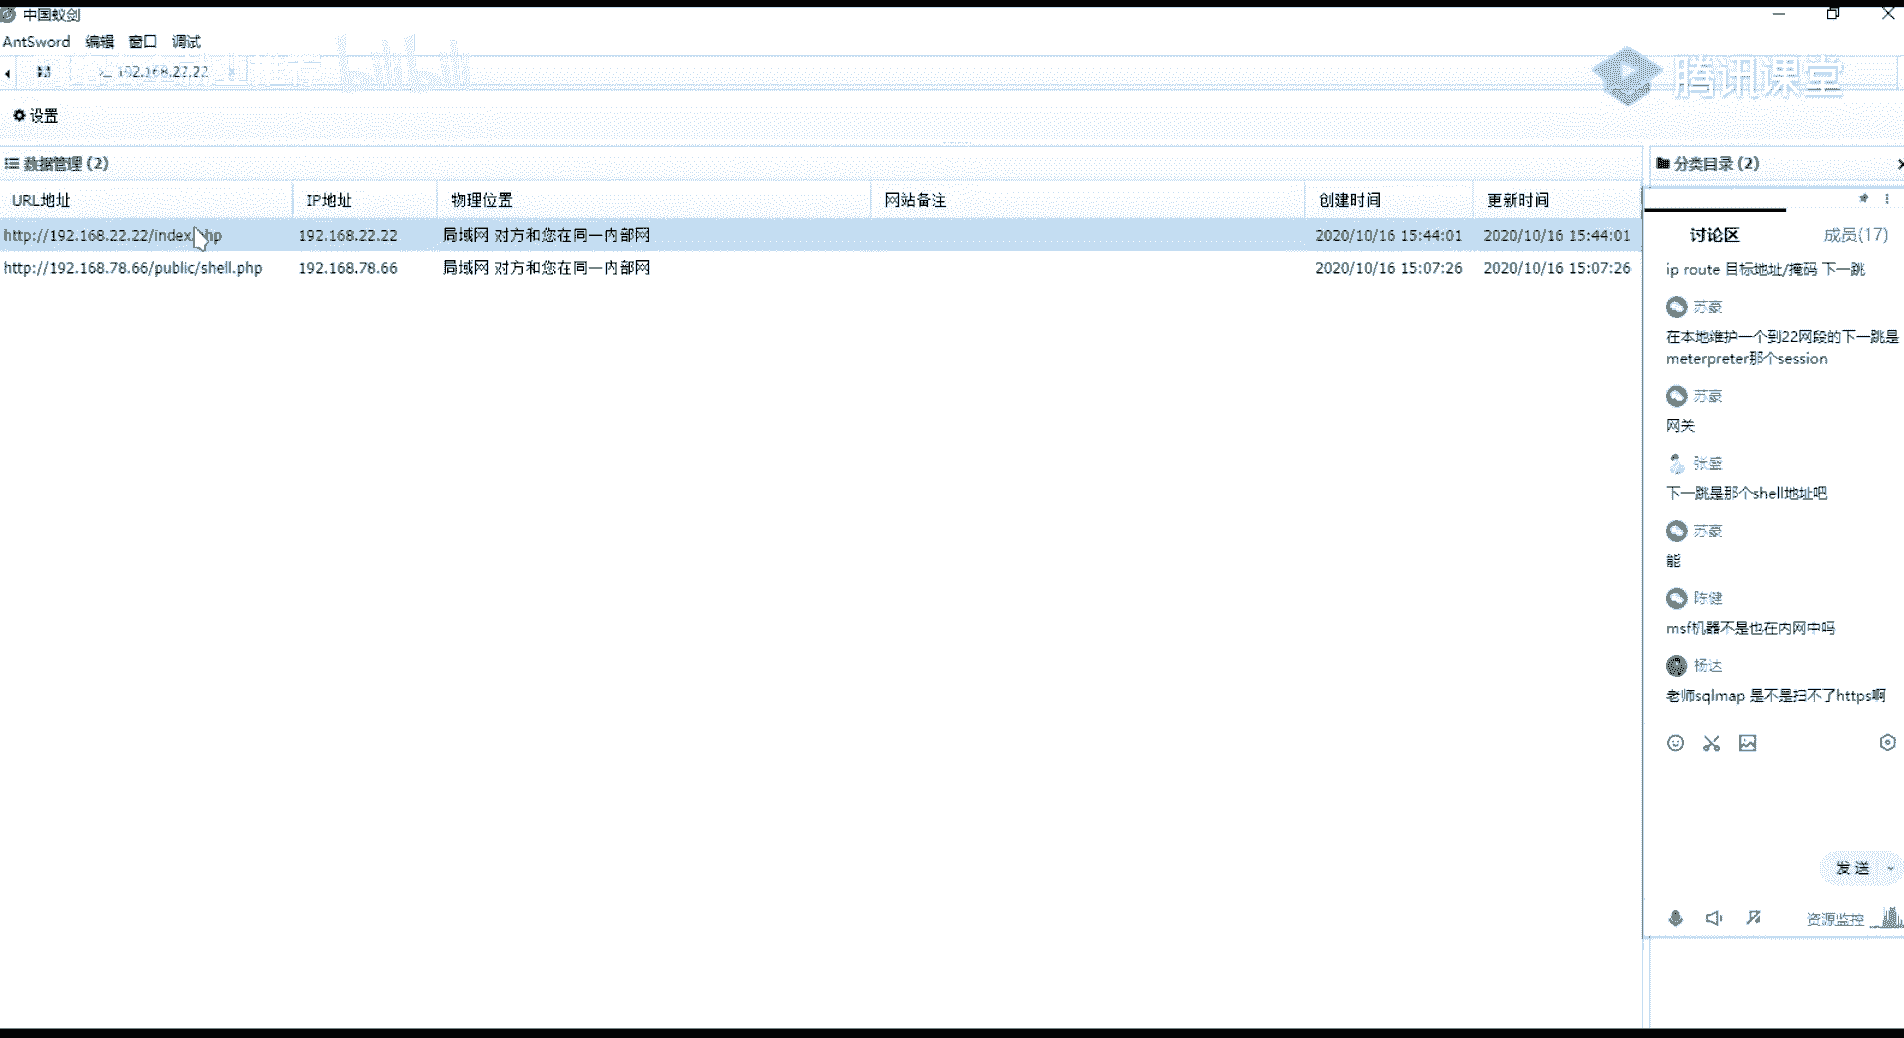 中国蚁剑
AntSword 编辑 窗口 调试
192.168.22.22
腾讯课堂
设置
数据管理 (2)
分类目录 (2)
URL地址 IP地址 物理位置 网站备注 创建时间 更新时间
http://192.168.22.22/index.php 192.168.22.22 局域网 对方和您在同一内部网 2020/10/16 15:44:01 2020/10/16 15:44:01
http://192.168.78.66/public/shell.php 192.168.78.66 局域网 对方和您在同一内部网 2020/10/16 15:07:26 2020/10/16 15:07:26
讨论区 成员(17)
ip route 目标地址/掩码 下一跳
苏豪
在本地维护一个到22网段的下一跳是
meterpreter那个session
苏豪
网关
张盛
下一跳是那个shell地址吧
苏豪
能
陈健
msf机器不是也在内网中吗
杨达
老师sqlmap 是不是扫不了https啊
发送
资源监控